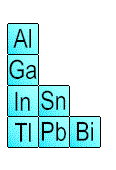 Al
Ga
In Sn
Tl Pb Bi